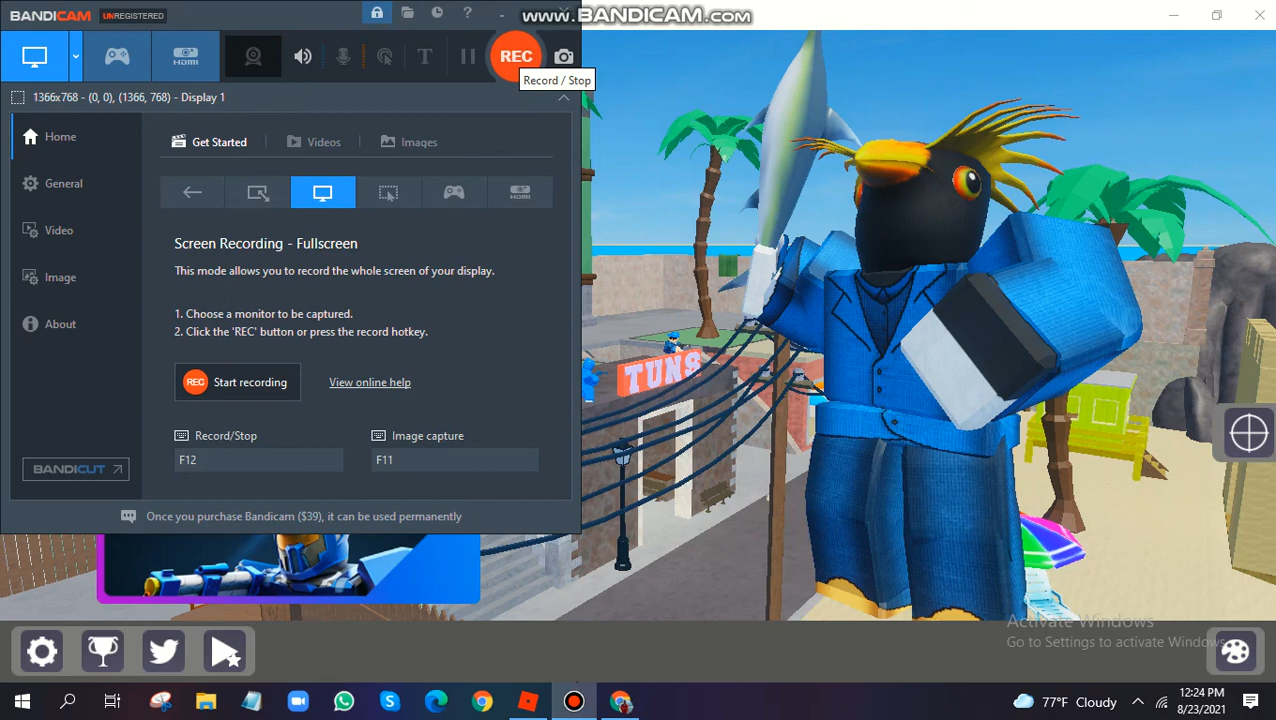 BANDICAM UNREGISTERED
www.BANDICAM.com
HDMI
T
REC
Record / Stop
1366x768 - (0, 0), (1366, 768) - Display 1
Home
General
Video
Image
About
BANDICUT
Get Started
Videos
Images
HDMI
Screen Recording - Fullscreen
This mode allows you to record the whole screen of your display.
1. Choose a monitor to be captured.
2. Click the 'REC' button or press the record hotkey.
REC Start recording
View online help
Record/Stop
Image capture
F12
F11
Once you purchase Bandicam ($39), it can be used permanently
TUNS
Activate Windows
Go to Settings to activate Windows.
77°F Cloudy
12:24 PM
8/23/2021